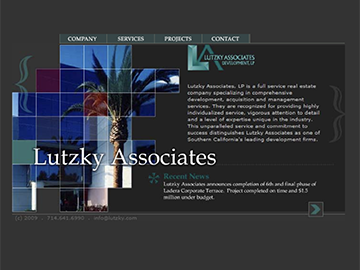 COMPANY SERVICES PROJECTS CONTACT
LUTZKY ASSOCIATES
DEVELOPMENT, LP
Lutzky Associates, LP is a full service real estate
company specializing in comprehensive
development, acquisition and management
services. They are recognized for providing highly
individualized service, vigorous attention to detail
and a level of expertise unique in the industry.
This unparalleled service and commitment to
success distinguishes Lutzky Associates as one of
Southern California's leading development firms.
Lutzky Associates
Recent News
Lutzky Associates announces completion of 6th and final phase of
Ladera Corporate Terrace. Project completed on time and $1.5
million under budget.
(c) 2009 . 714.641.6990 . info@lutzky.com